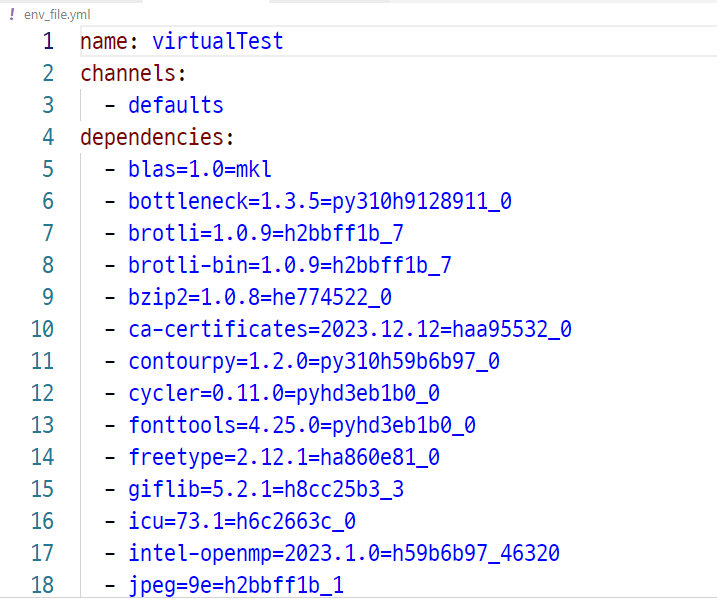 ! env_file.yml
1 name: virtualTest
2 channels:
3   - defaults
4 dependencies:
5   - blas=1.0=mkl
6   - bottleneck=1.3.5=py310h9128911_0
7   - brotli=1.0.9=h2bbff1b_7
8   - brotli-bin=1.0.9=h2bbff1b_7
9   - bzip2=1.0.8=he774522_0
10   - ca-certificates=2023.12.12=haa95532_0
11   - contourpy=1.2.0=py310h59b6b97_0
12   - cycler=0.11.0=pyhd3eb1b0_0
13   - fonttools=4.25.0=pyhd3eb1b0_0
14   - freetype=2.12.1=ha860e81_0
15   - giflib=5.2.1=h8cc25b3_3
16   - icu=73.1=h6c2663c_0
17   - intel-openmp=2023.1.0=h59b6b97_46320
18   - jpeg=9e=h2bbff1b_1